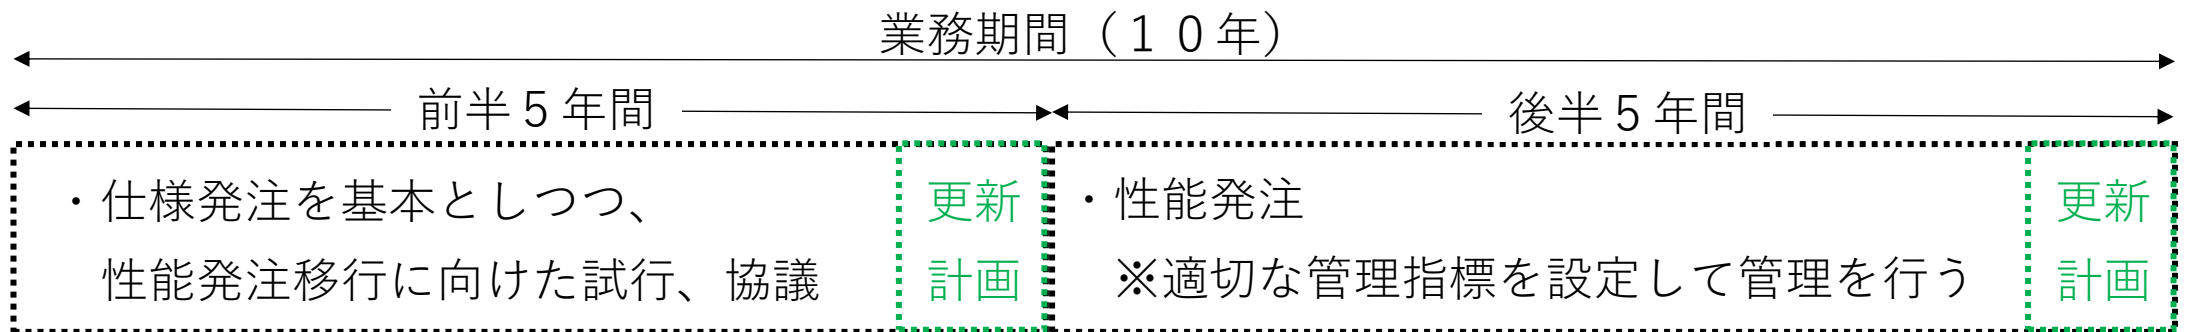 業務期間（１０年）
前半５年間
後半５年間
・仕様発注を基本としつつ、
性能発注移行に向けた試行、協議
更新
計画
・性能発注
※適切な管理指標を設定して管理を行う
更新
計画